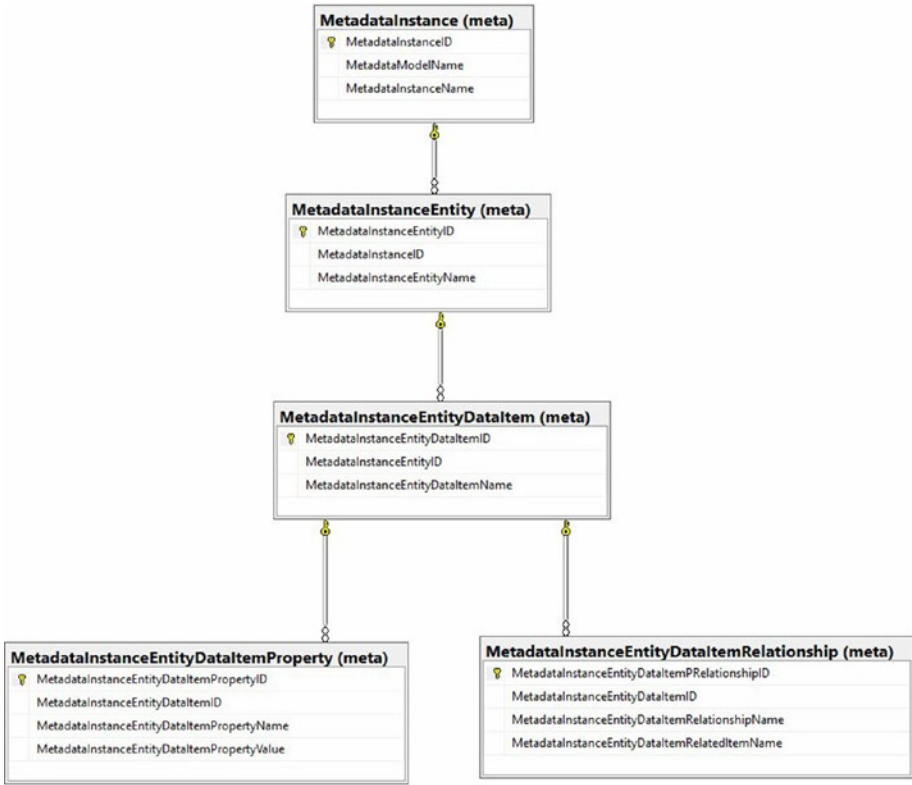 MetadataInstance (meta)
MetadataInstanceID
MetadataModelName
MetadataInstanceName
MetadataInstanceEntity (meta)
MetadataInstanceEntityID
MetadataInstanceID
MetadataInstanceEntityName
MetadataInstanceEntityDataItem (meta)
MetadataInstanceEntityDataItemID
MetadataInstanceEntityID
MetadataInstanceEntityDataItemName
MetadataInstanceEntityDataItemProperty (meta)
MetadataInstanceEntityDataItemPropertyID
MetadataInstanceEntityDataItemID
MetadataInstanceEntityDataItemPropertyName
MetadataInstanceEntityDataItemPropertyValue
MetadataInstanceEntityDataItemRelationship (meta)
MetadataInstanceEntityDataItemPRelationshipID
MetadataInstanceEntityDataItemID
MetadataInstanceEntityDataItemRelationshipName
MetadataInstanceEntityDataItemRelatedItemName